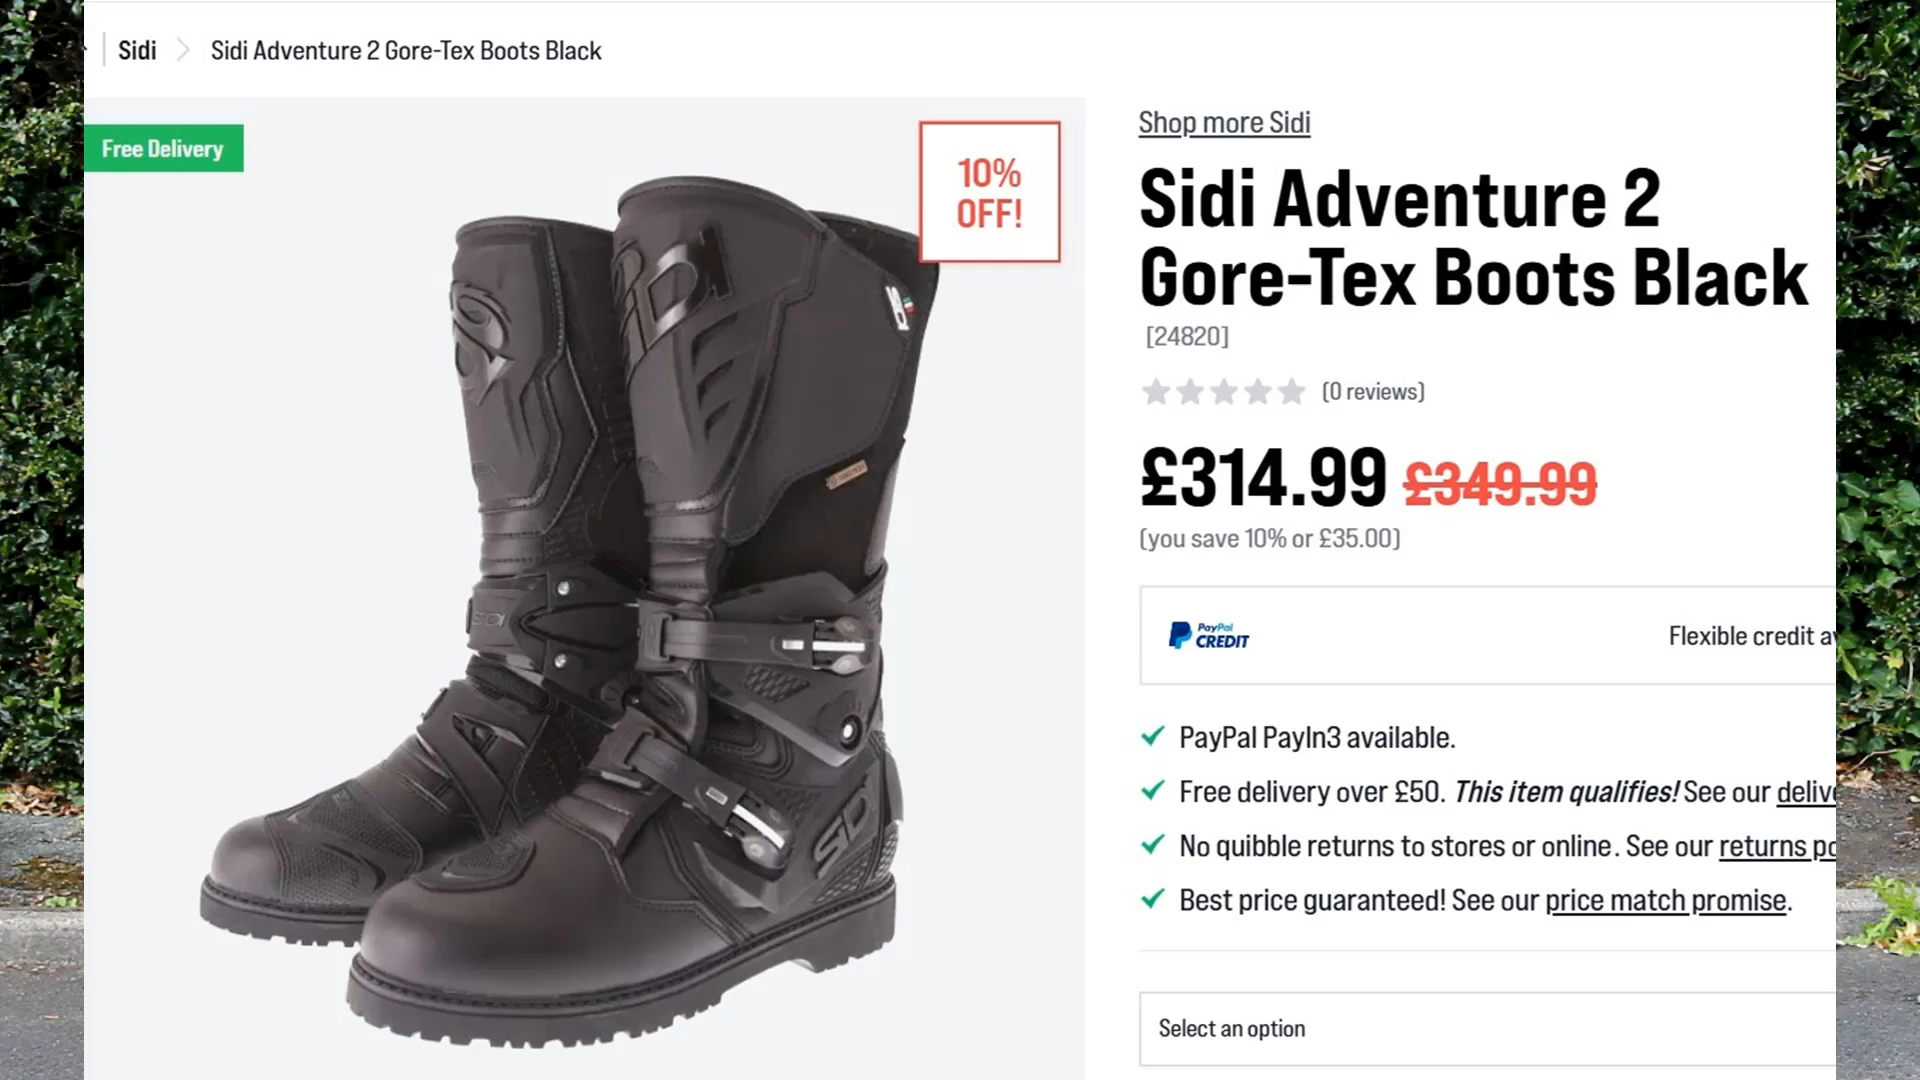 Sidi
Sidi Adventure 2 Gore-Tex Boots Black
Free Delivery
10%
OFF!
Shop more Sidi
Sidi Adventure 2
Gore-Tex Boots Black
[24820]
(0 reviews)
£314.99 £349.99
(you save 10% or £35.00)
PayPal
CREDIT
Flexible credit
PayPal PayIn3 available.
Free delivery over £50. This item qualifies! See our
No quibble returns to stores or online. See our returns
Best price guaranteed! See our price match promise.
Select an option
SIDI
SIDI